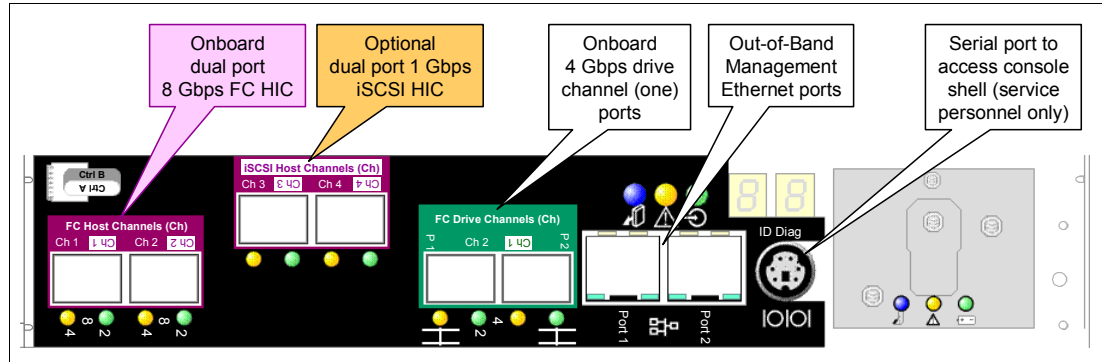 Onboard
dual port
8 Gbps FC HIC
Optional
dual port 1 Gbps
iSCSI HIC
Onboard
4 Gbps drive
channel (one)
ports
Out-of-Band
Management
Ethernet ports
Serial port to
access console
shell (service
personnel only)
Ctrl B
Ctrl A
iSCSI Host Channels (Ch)
Ch 3 Ch 3 Ch 4 Ch 4
FC Host Channels (Ch)
Ch 1 Ch 1 Ch 2 Ch 2
FC Drive Channels (Ch)
P 1 Ch 2 Ch 1 P 2
88
ID Diag
4 8 2 4 8 2
2 4
Port 1 Port 2
IOIOI